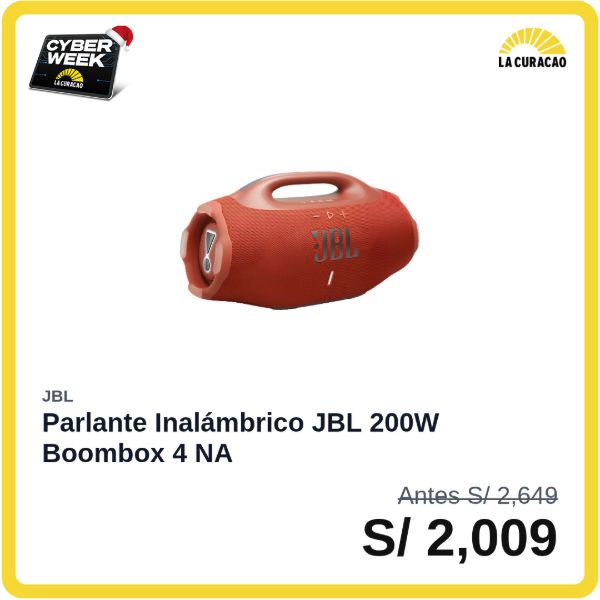 CYBER
WEEK
LA CURACAO
LA CURACAO
JBL
JBL
Parlante Inalámbrico JBL 200W
Boombox 4 NA
Antes S/ 2,649
S/ 2,009